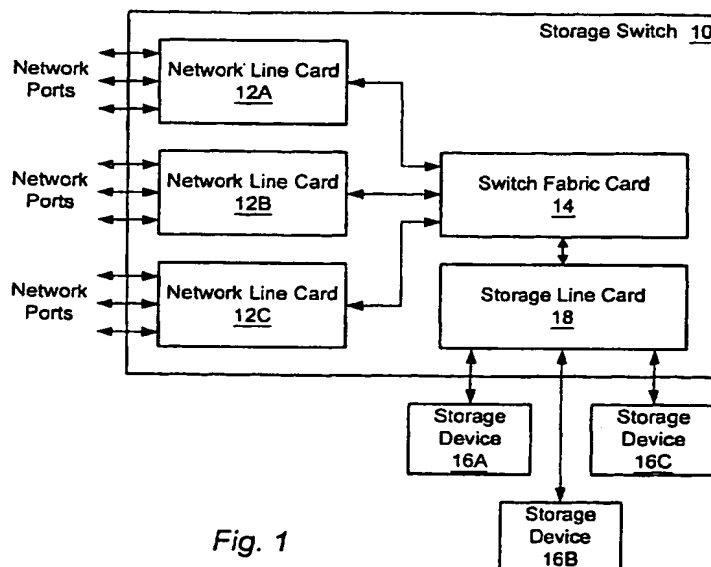 Storage Switch 10
Network
Ports
Network Line Card
12A
Network
Ports
Network Line Card
12B
Switch Fabric Card
14
Network
Ports
Network Line Card
12C
Storage Line Card
18
Storage
Device
16A
Storage
Device
16C
Storage
Device
16B
Fig. 1